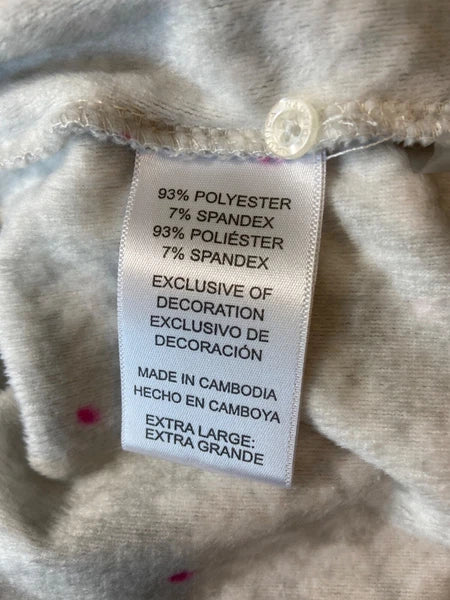 93% POLYESTER
7% SPANDEX
93% POLIÉSTER
7% SPANDEX
EXCLUSIVE OF
DECORATION
EXCLUSIVO DE
DECORACIÓN
MADE IN CAMBODIA
HECHO EN CAMBOYA
EXTRA LARGE:
EXTRA GRANDE